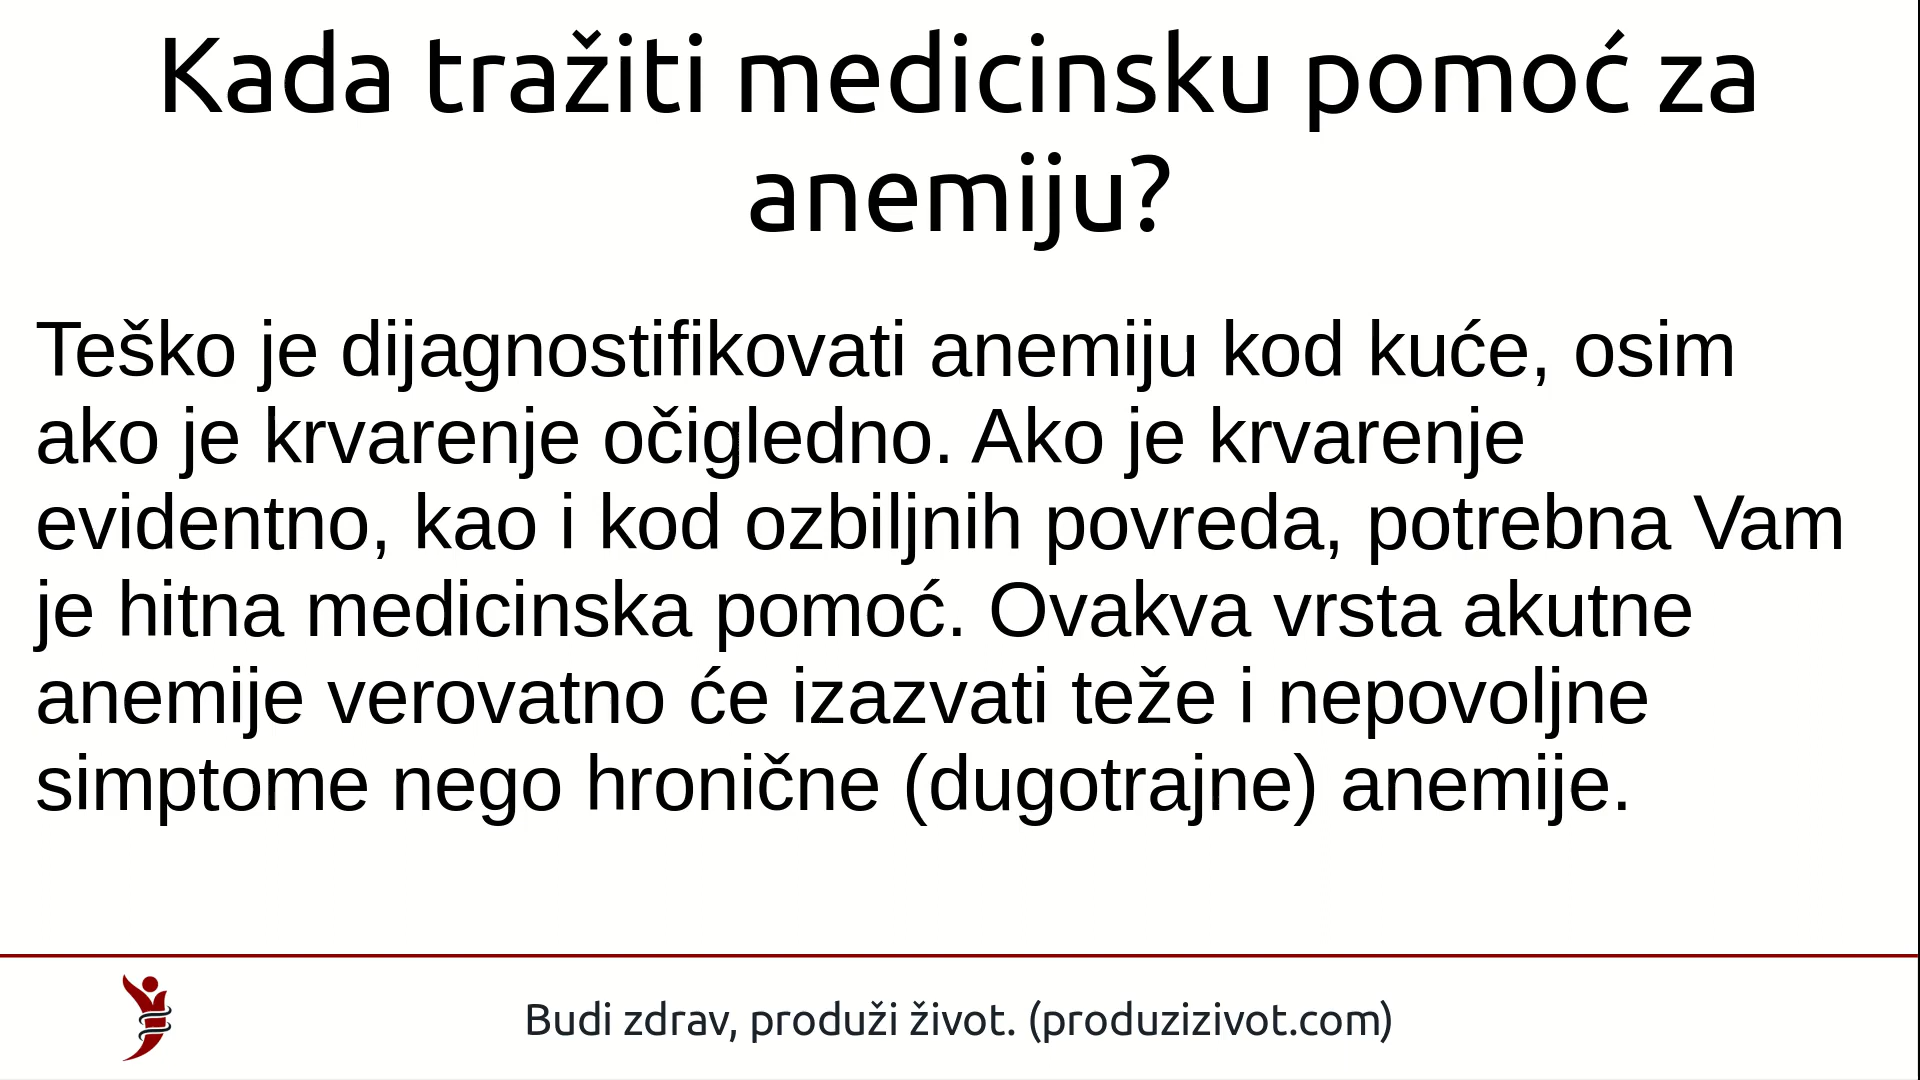 Kada tražiti medicinsku pomoć za
anemiju?
Teško je dijagnostifikovati anemiju kod kuće, osim
ako je krvarenje očigledno. Ako je krvarenje
evidentno, kao i kod ozbiljnih povreda, potrebna Vam
je hitna medicinska pomoć. Ovakva vrsta akutne
anemije verovatno će izazvati teže i nepovoljne
simptome nego hronične (dugotrajne) anemije.
Budi zdrav, produži život. (produzizivot.com)